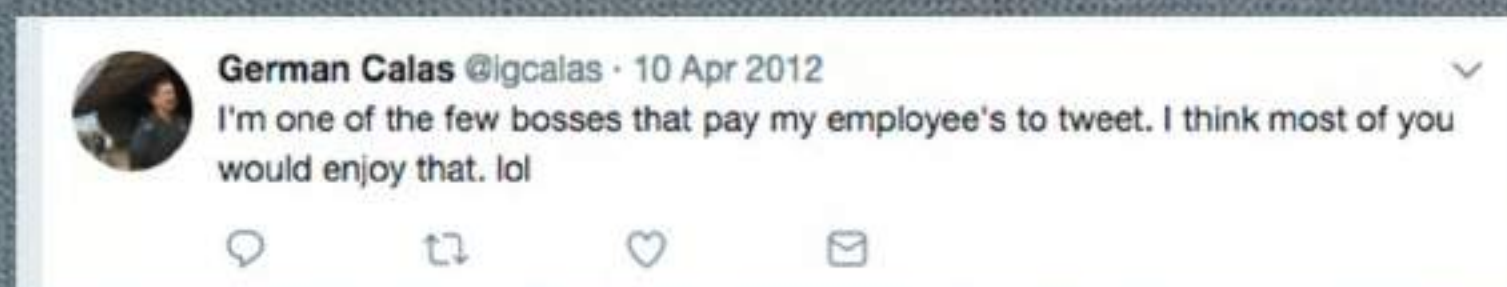 German Calas @igcalas · 10 Apr 2012
I'm one of the few bosses that pay my employee's to tweet. I think most of you
would enjoy that. lol